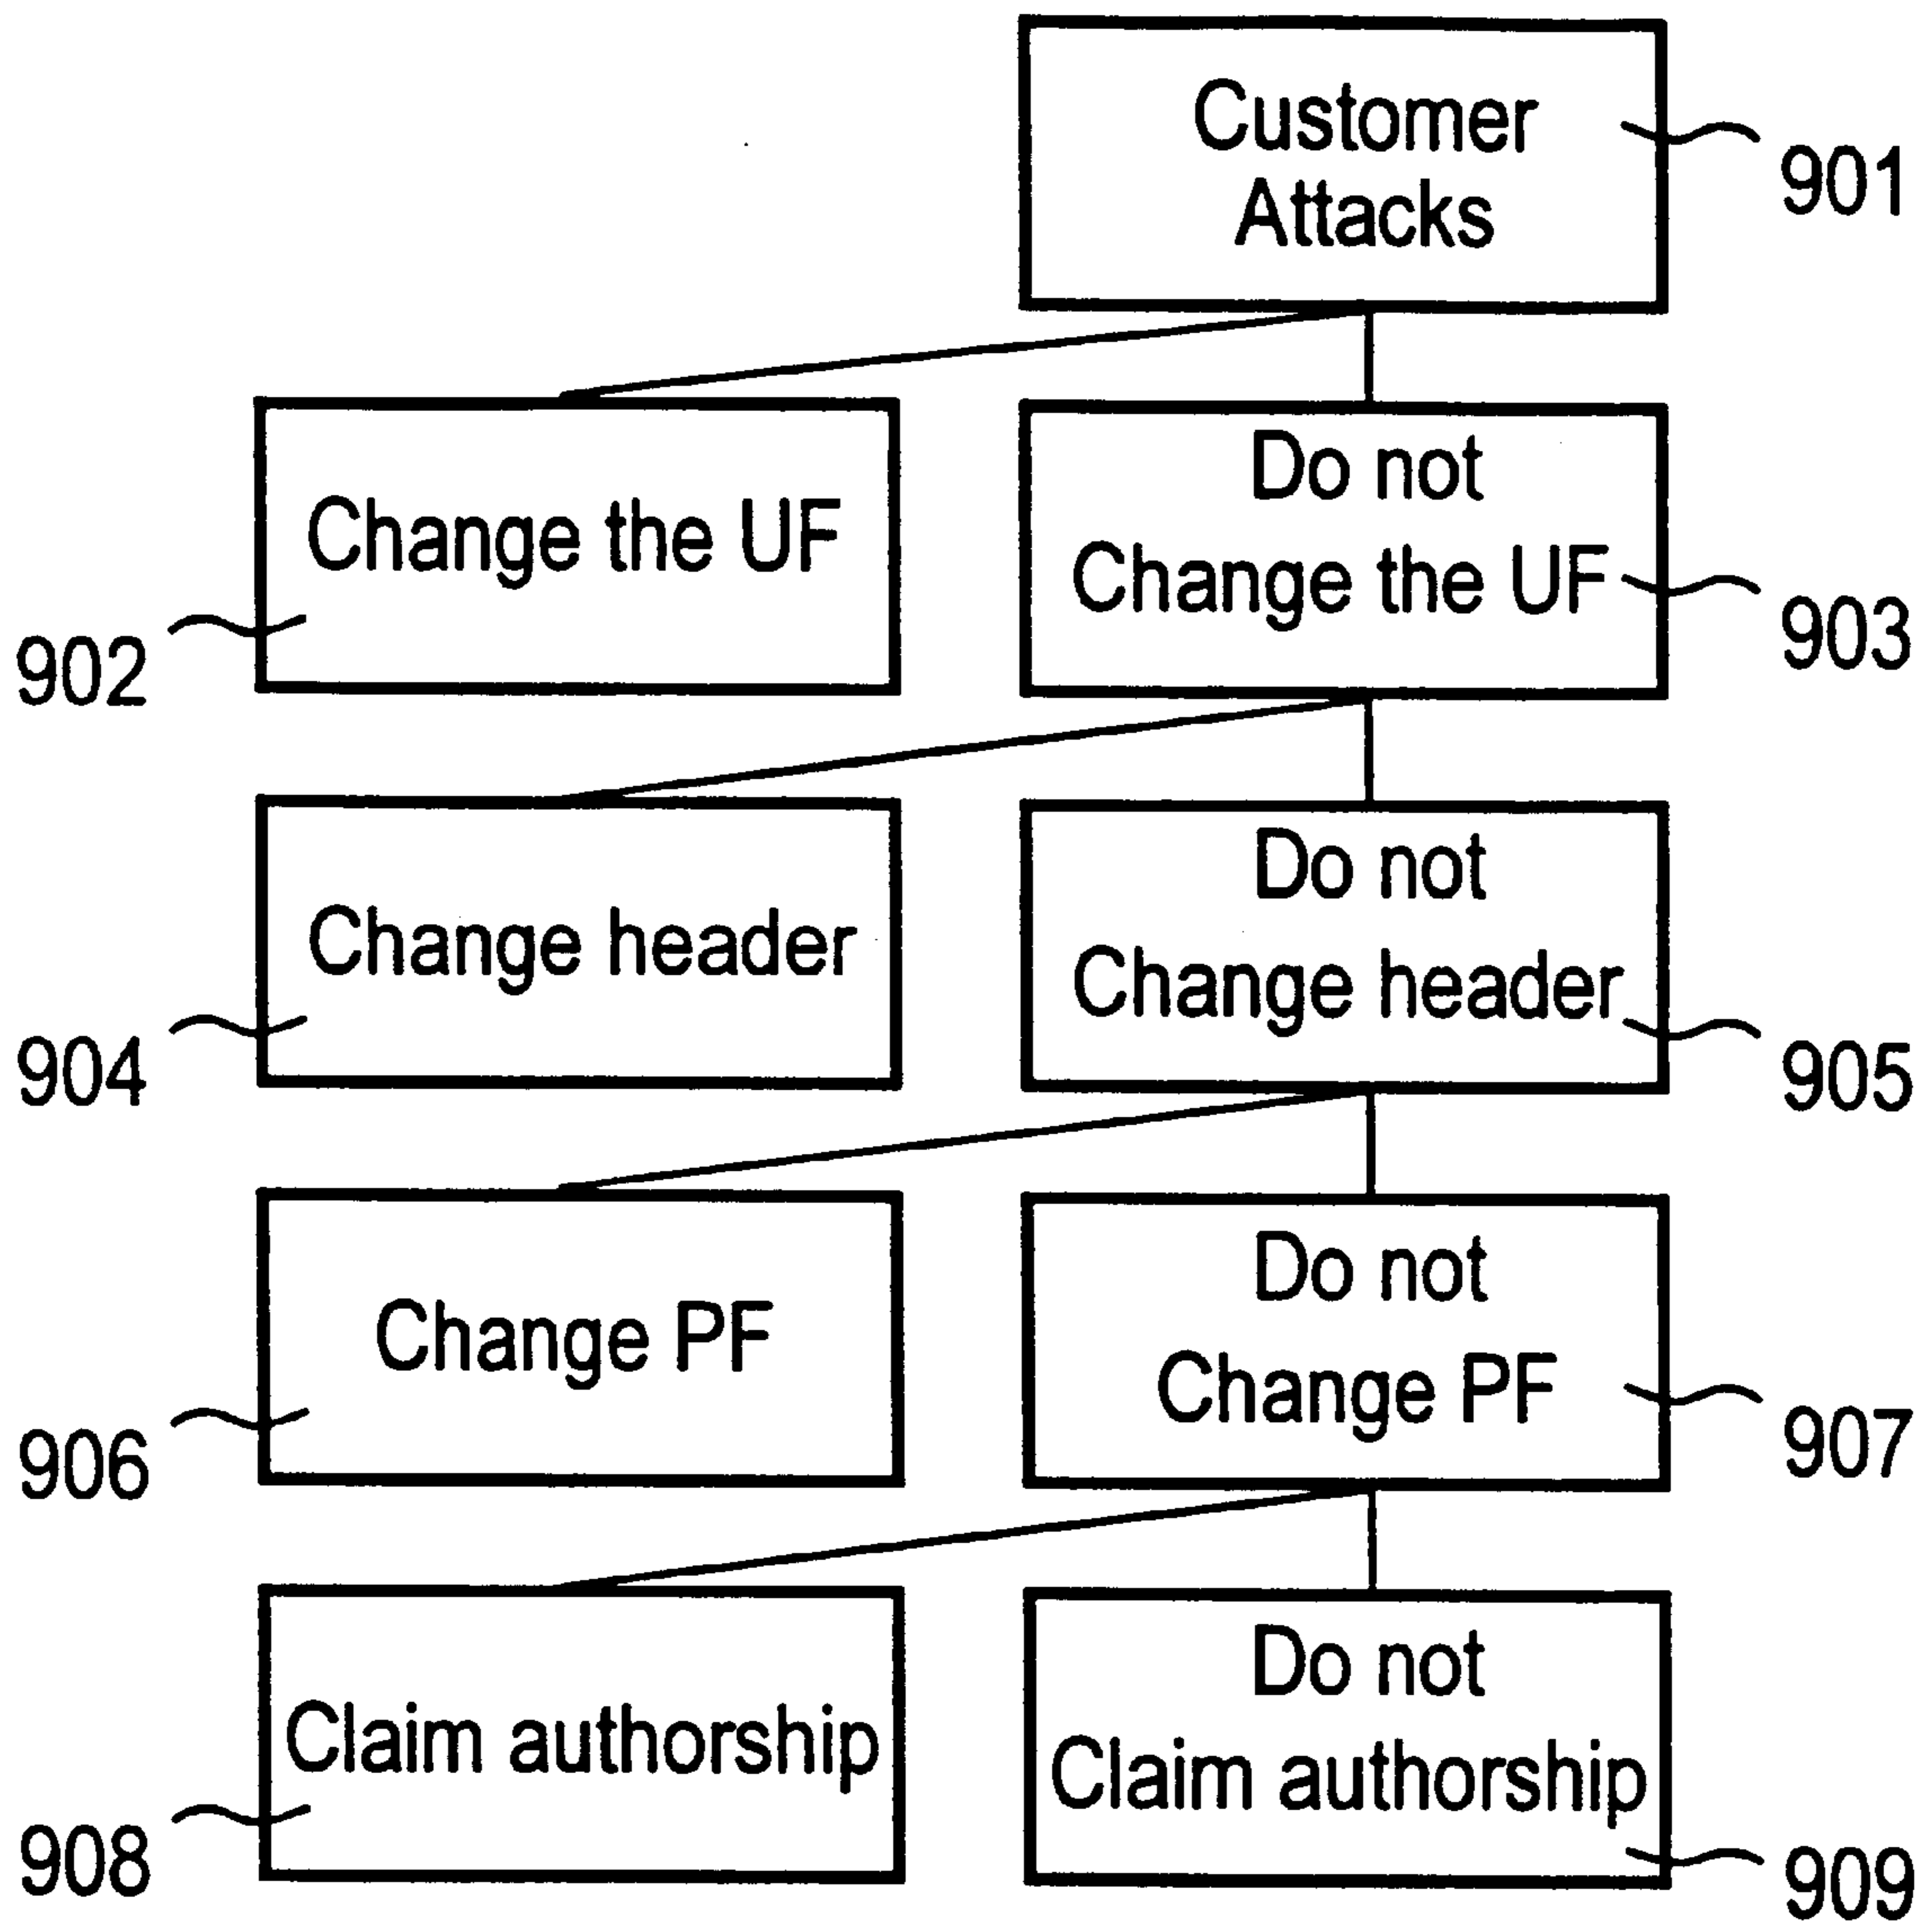 Customer
Attacks
901
Change the UF
902
Do not
Change the UF
903
Change header
904
Do not
Change header
905
Change PF
906
Do not
Change PF
907
Claim authorship
908
Do not
Claim authorship
909